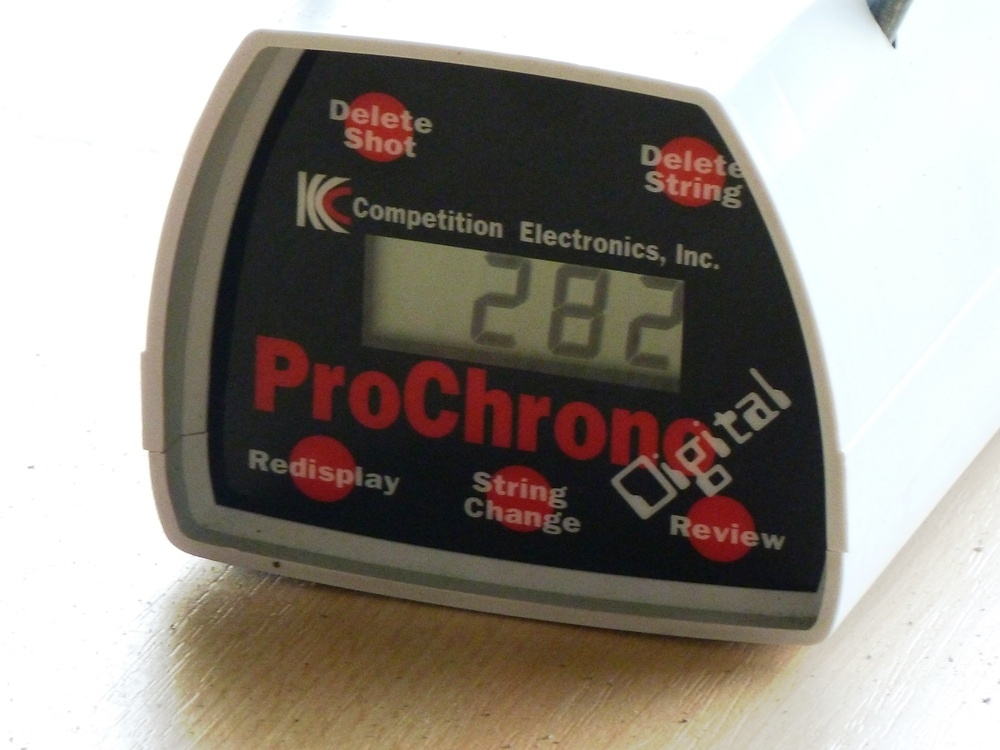 Delete
Shot
Delete
String
Competition Electronics, Inc.
282
ProChrono
Digital
Redisplay
String
Change
Review